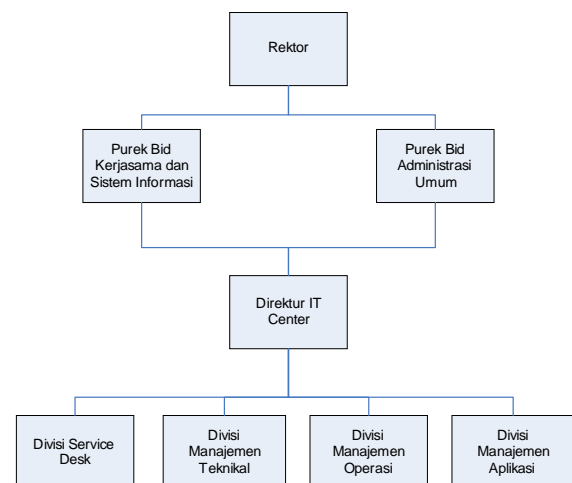 Rektor
Purek Bid
Kerjasama dan
Sistem Informasi
Purek Bid
Administrasi
Umum
Direktur IT
Center
Divisi Service
Desk
Divisi
Manajemen
Teknikal
Divisi
Manajemen
Operasi
Divisi
Manajemen
Aplikasi